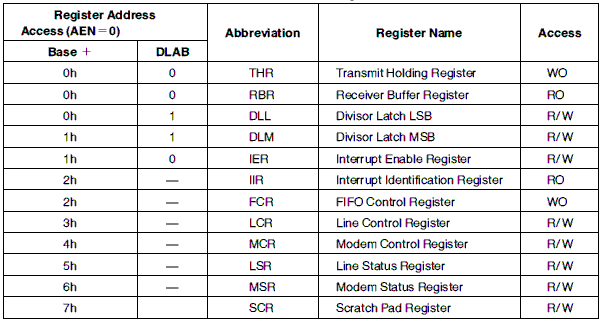 Register Address
Access (AEN = 0)
Abbreviation
Register Name
Access
Base +
DLAB
0h 0 THR Transmit Holding Register WO
0h 0 RBR Receiver Buffer Register RO
0h 1 DLL Divisor Latch LSB R/W
1h 1 DLM Divisor Latch MSB R/W
1h 0 IER Interrupt Enable Register R/W
2h — IIR Interrupt Identification Register RO
2h — FCR FIFO Control Register WO
3h — LCR Line Control Register R/W
4h — MCR Modem Control Register R/W
5h — LSR Line Status Register R/W
6h — MSR Modem Status Register R/W
7h SCR Scratch Pad Register R/W